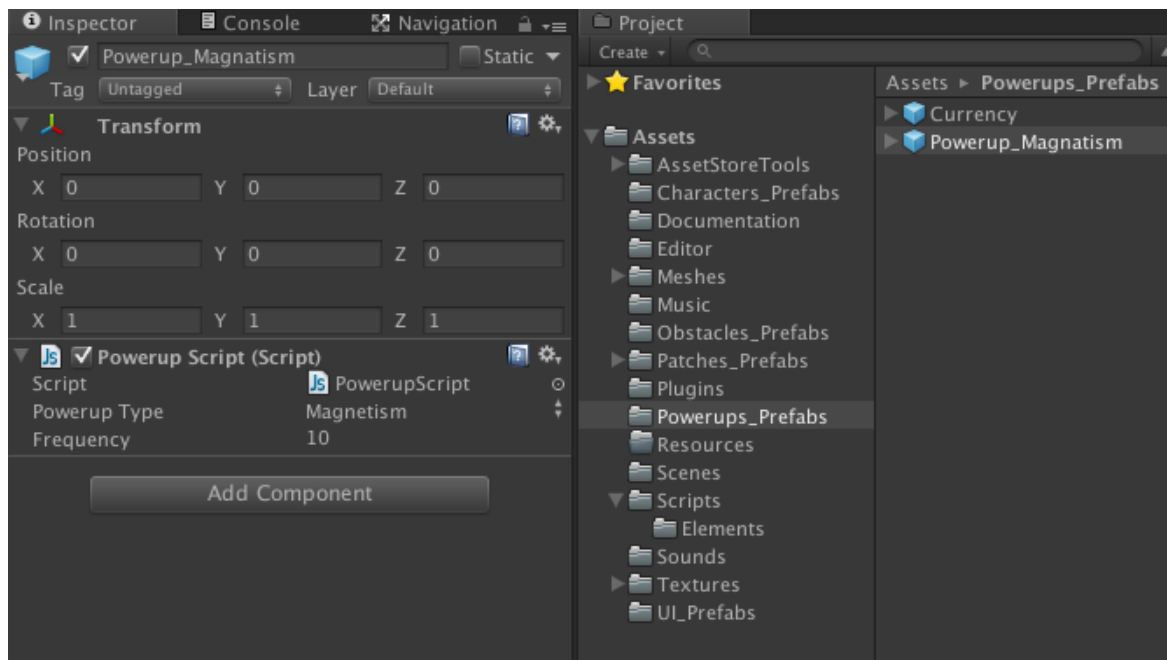 Inspector
Console
Navigation
Powerup_Magnatism
Static
Tag Untagged
Layer Default
Transform
Position
X 0 Y 0 Z 0
Rotation
X 0 Y 0 Z 0
Scale
X 1 Y 1 Z 1
Js Powerup Script (Script)
Script Js PowerupScript
Powerup Type Magnetism
Frequency 10
Add Component
Project
Create
Favorites
Assets
AssetStoreTools
Characters_Prefabs
Documentation
Editor
Meshes
Music
Obstacles_Prefabs
Patches_Prefabs
Plugins
Powerups_Prefabs
Resources
Scenes
Scripts
Elements
Sounds
Textures
UI_Prefabs
Assets ▸ Powerups_Prefabs
Currency
Powerup_Magnatism